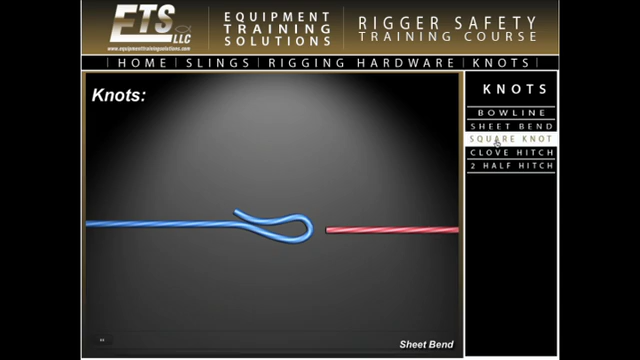 ETS
LLC
www.equipmenttrainingsolutions.com
EQUIPMENT
TRAINING
SOLUTIONS
RIGGER SAFETY
TRAINING COURSE
HOME | SLINGS | RIGGING HARDWARE | KNOTS
Knots:
KNOTS
BOWLINE
SHEET BEND
SQUARE KNOT
CLOVE HITCH
2 HALF HITCH
Sheet Bend